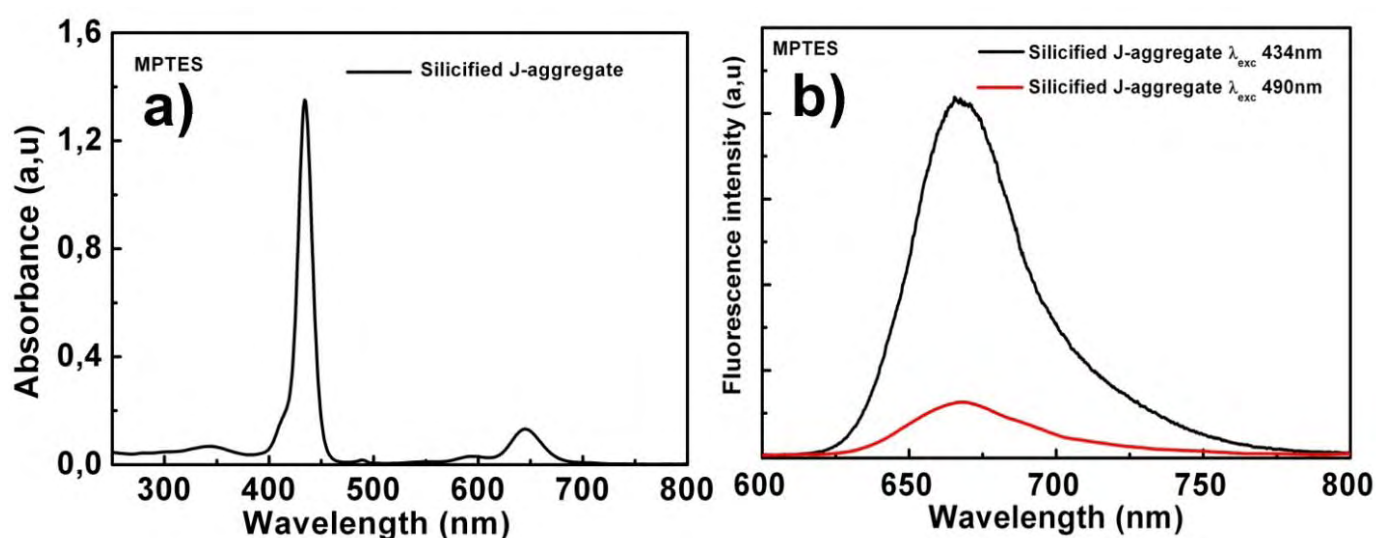 MPTES
a)
Silicified J-aggregate
Absorbance (a,u)
1,6
1,2
0,8
0,4
0,0
300 400 500 600 700 800
Wavelength (nm)
MPTES
b)
Silicified J-aggregate λexc 434nm
Silicified J-aggregate λexc 490nm
Fluorescence intensity (a,u)
600 650 700 750 800
Wavelength (nm)